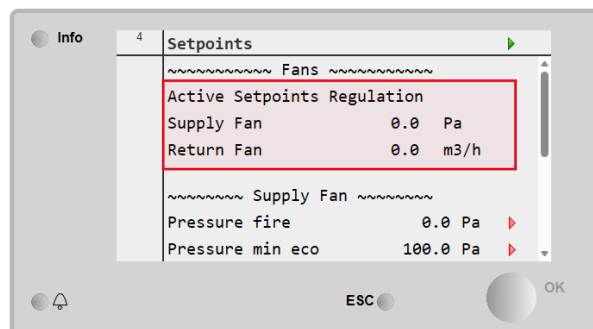 Info
4
Setpoints
~~~~~~~~~~~ Fans ~~~~~~~~~~~
Active Setpoints Regulation
Supply Fan 0.0 Pa
Return Fan 0.0 m3/h
~~~~~~~~ Supply Fan ~~~~~~~~
Pressure fire 0.0 Pa
Pressure min eco 100.0 Pa
ESC
OK